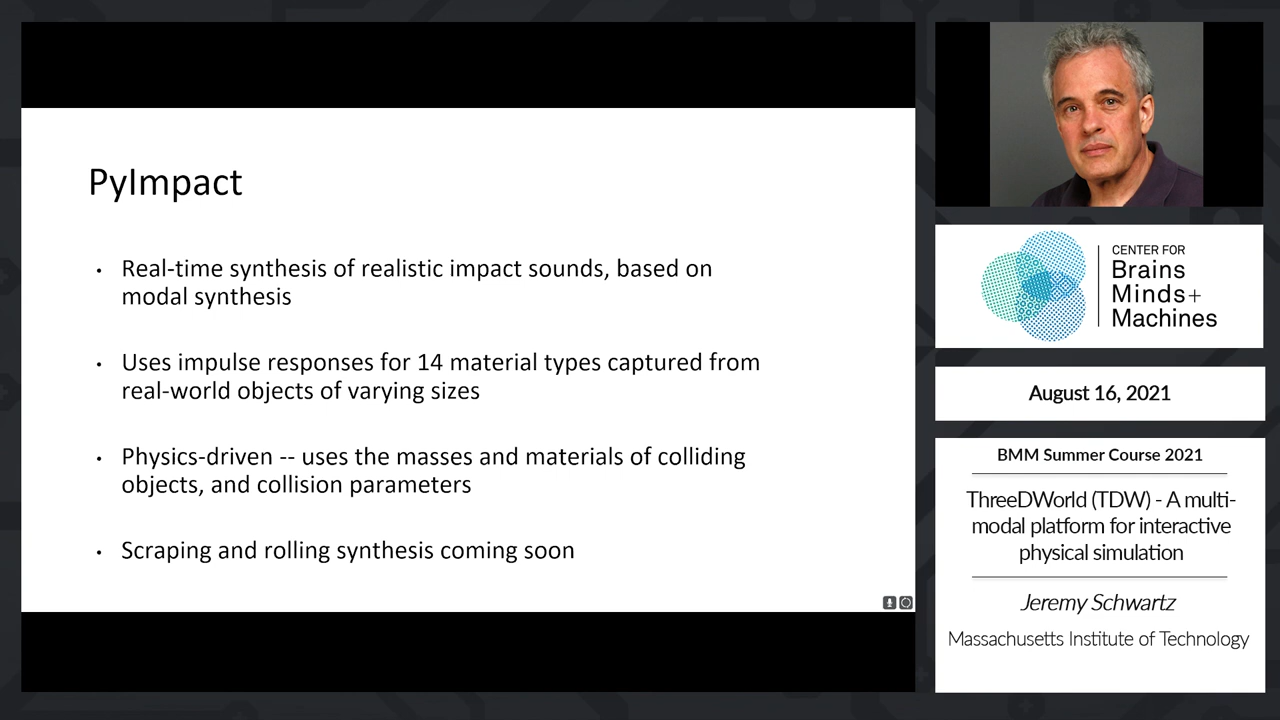 PyImpact
• Real-time synthesis of realistic impact sounds, based on
modal synthesis
• Uses impulse responses for 14 material types captured from
real-world objects of varying sizes
• Physics-driven -- uses the masses and materials of colliding
objects, and collision parameters
• Scraping and rolling synthesis coming soon
CENTER FOR
Brains
Minds+
Machines
August 16, 2021
BMM Summer Course 2021
ThreeDWorld (TDW) - A multi-
modal platform for interactive
physical simulation
Jeremy Schwartz
Massachusetts Institute of Technology